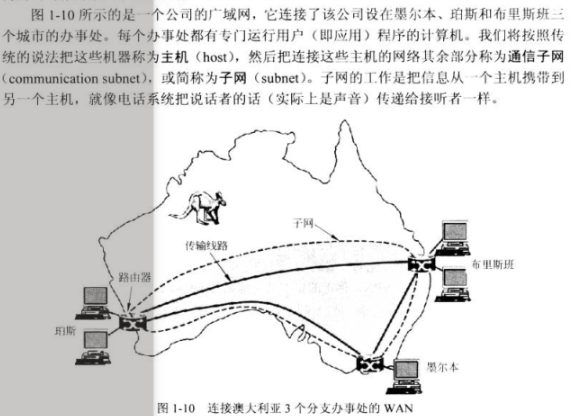 图 1-10 所示的是一个公司的广域网，它连接了该公司设在墨尔本、珀斯和布里斯班三
个城市的办事处。每个办事处都有专门运行用户（即应用）程序的计算机。我们将按照传
统的说法把这些机器称为主机（host），然后把连接这些主机的网络其余部分称为通信子网
（communication subnet），或简称为子网（subnet）。子网的工作是把信息从一个主机携带到
另一个主机，就像电话系统把说话者的话（实际上是声音）传递给接听者一样。
子网
传输线路
布里斯班
路由器
珀斯
墨尔本
图 1-10 连接澳大利亚 3 个分支办事处的 WAN